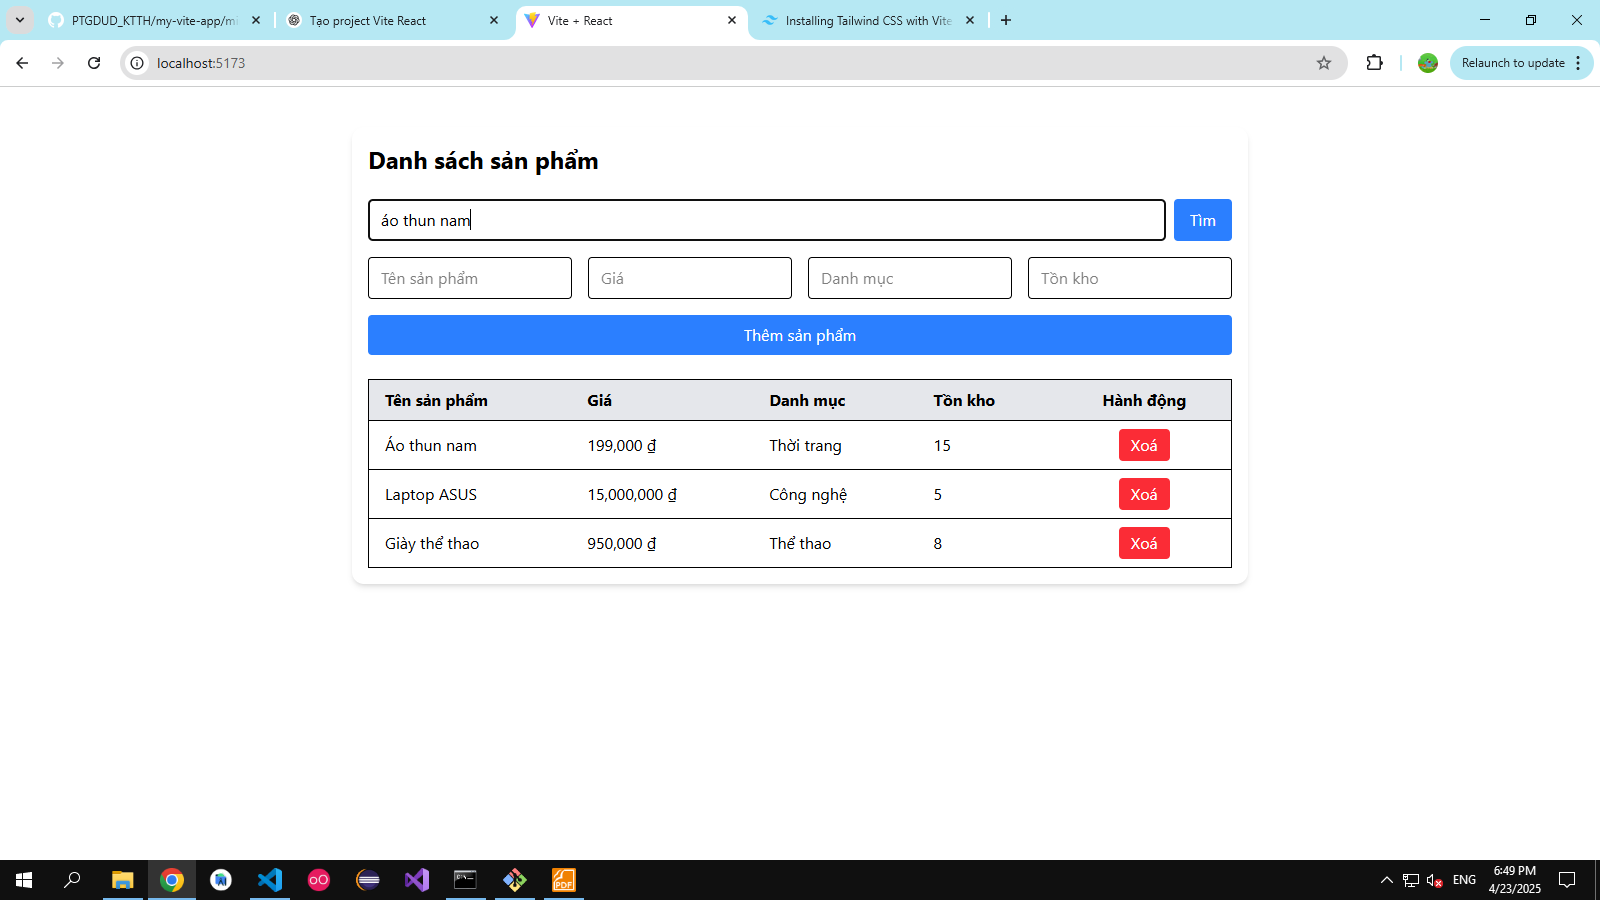 PTGDUD_KTTH/my-vite-app/mi
Tạo project Vite React
Vite + React
Installing Tailwind CSS with Vite
localhost:5173
Relaunch to update
Danh sách sản phẩm
áo thun nam
Tìm
Tên sản phẩm
Giá
Danh mục
Tồn kho
Thêm sản phẩm
Tên sản phẩm Giá Danh mục Tồn kho Hành động
Áo thun nam 199,000 ₫ Thời trang 15 Xoá
Laptop ASUS 15,000,000 ₫ Công nghệ 5 Xoá
Giày thể thao 950,000 ₫ Thể thao 8 Xoá
PDF
ENG
6:49 PM
4/23/2025